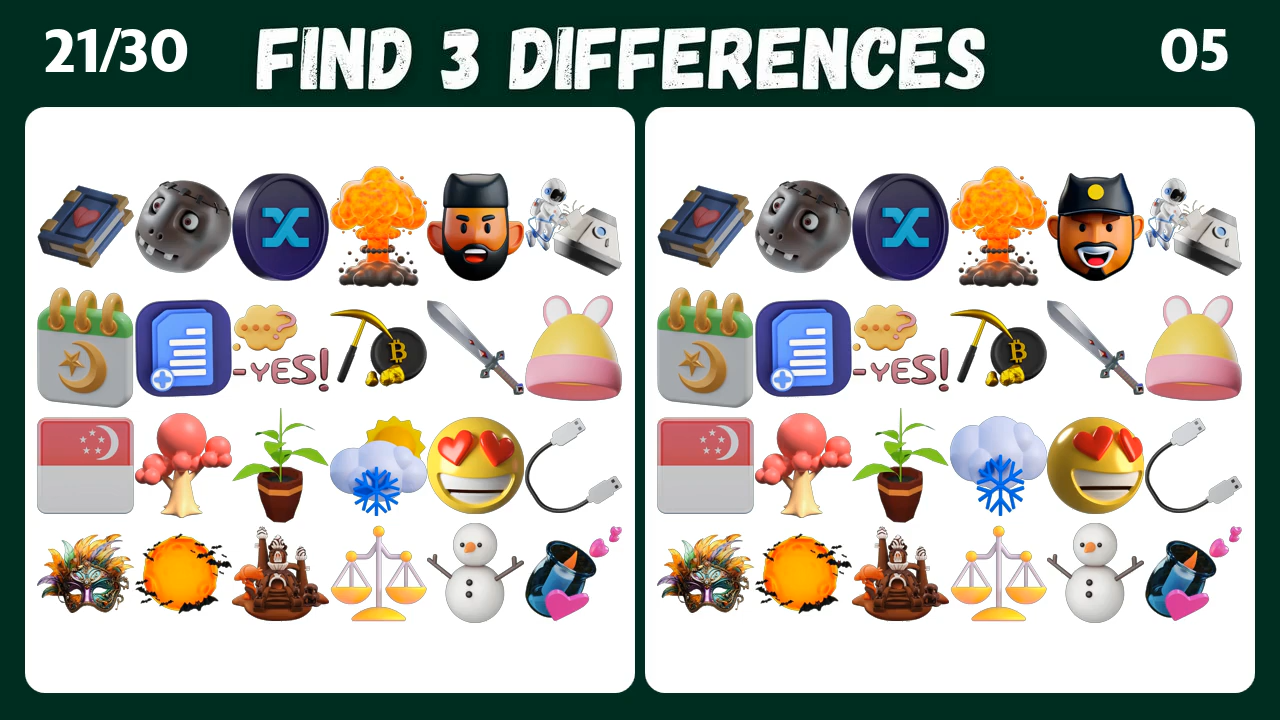 21/30
FIND 3 DIFFERENCES
05
...?
...?
-YES!
-YES!